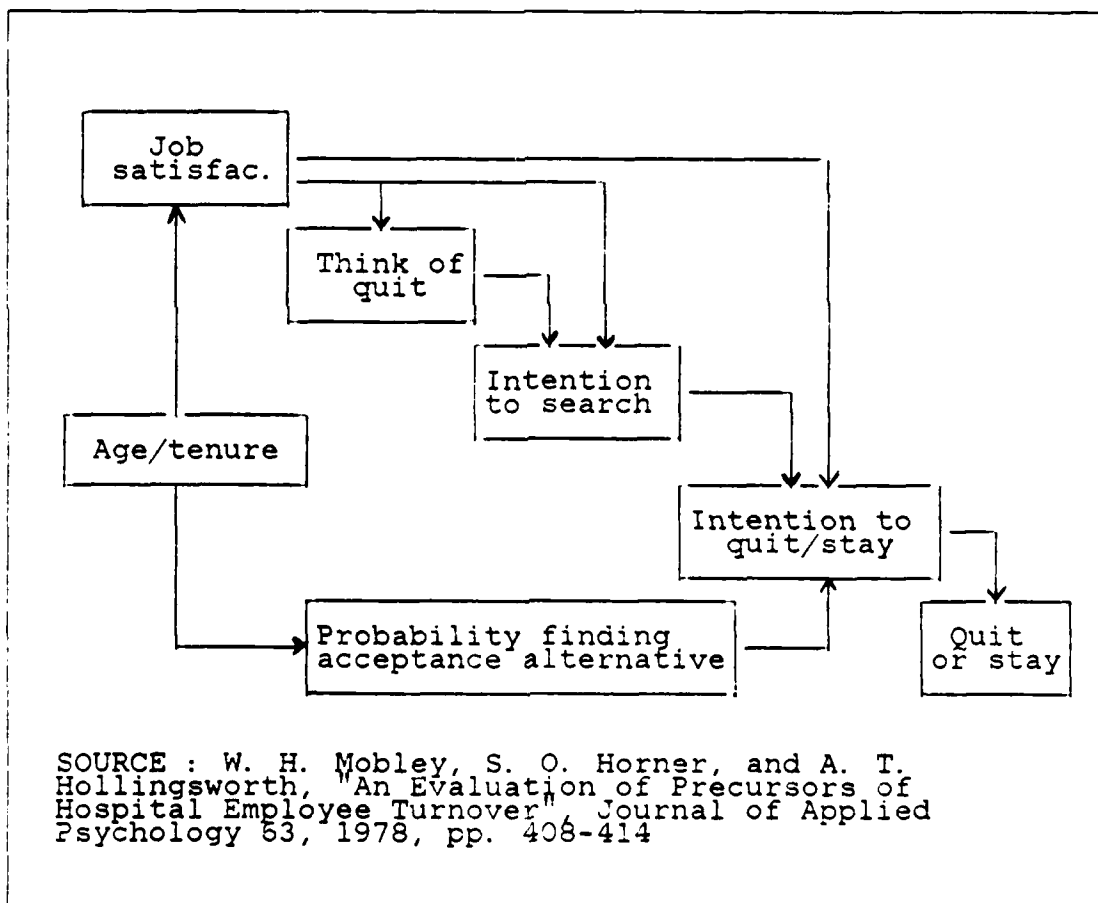 Job
satisfac.
Think of
quit
Intention
to search
Age/tenure
Intention to
quit/stay
Probability finding
acceptance alternative
Quit
or stay
SOURCE : W. H. Mobley, S. O. Horner, and A. T.
Hollingsworth, "An Evaluation of Precursors of
Hospital Employee Turnover", Journal of Applied
Psychology 63, 1978, pp. 408-414